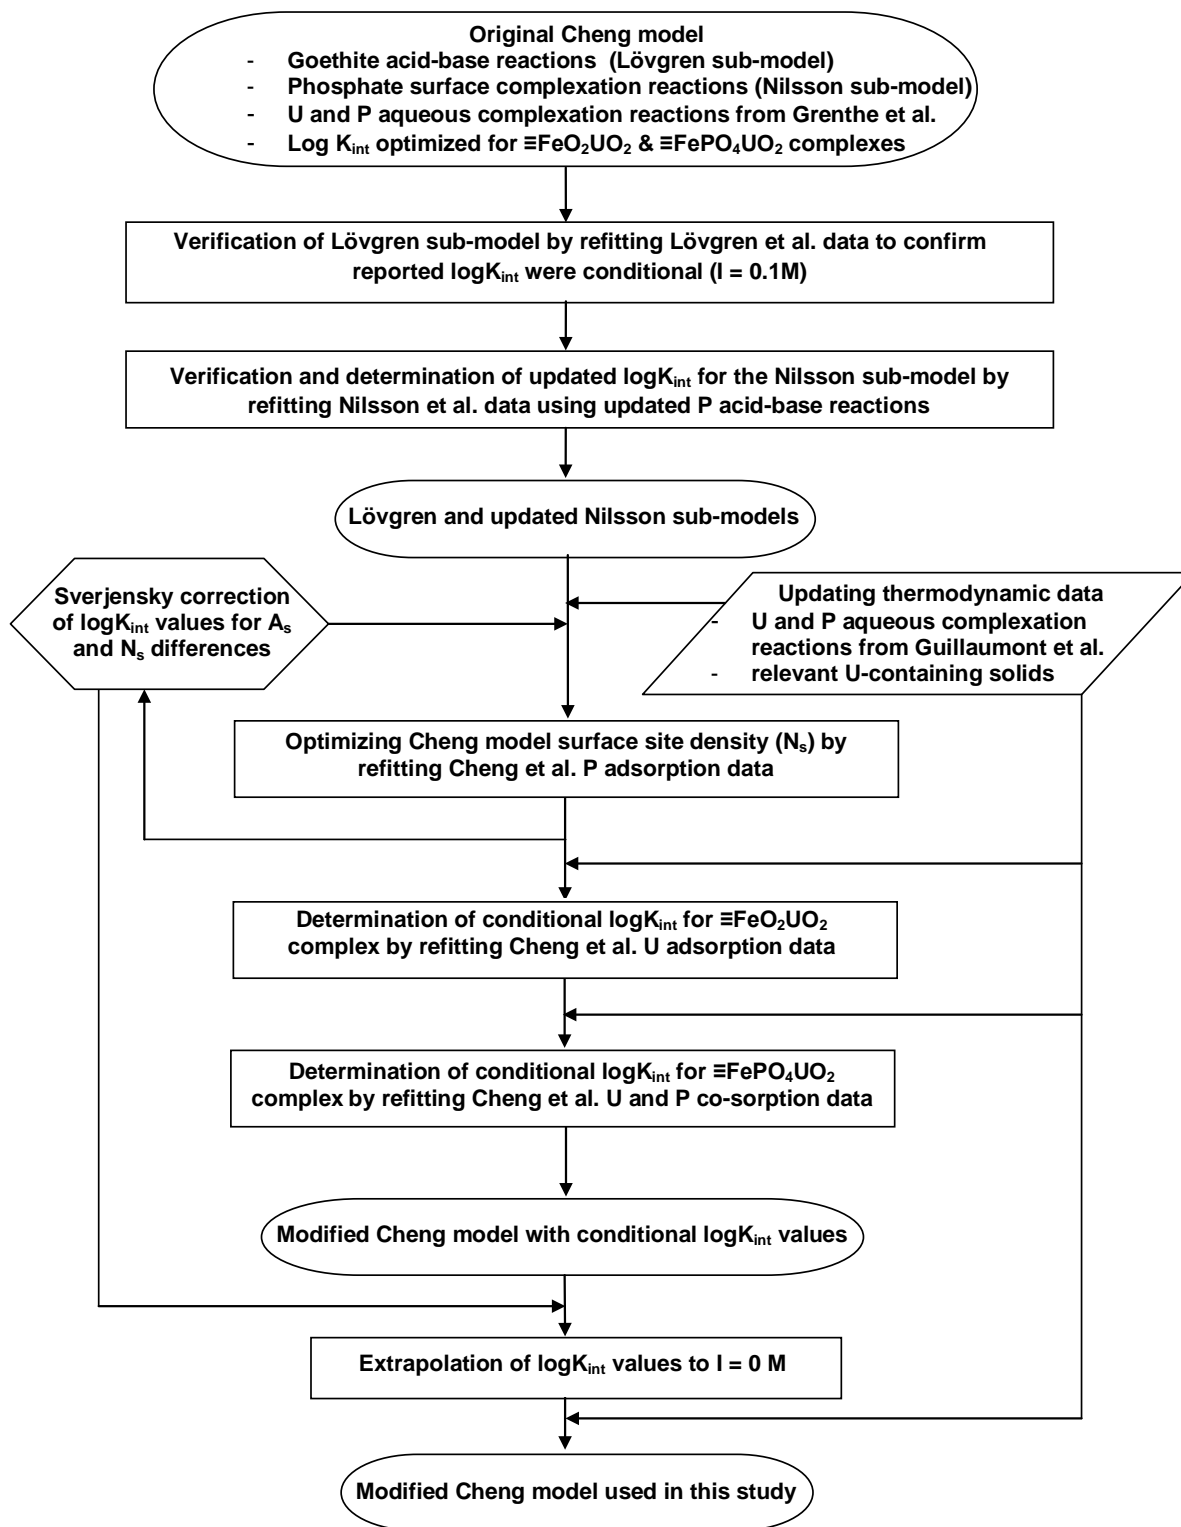 Original Cheng model
- Goethite acid-base reactions (Lövgren sub-model)
- Phosphate surface complexation reactions (Nilsson sub-model)
- U and P aqueous complexation reactions from Grenthe et al.
- Log Kint optimized for ≡FeO2UO2 & ≡FePO4UO2 complexes
Verification of Lövgren sub-model by refitting Lövgren et al. data to confirm
reported logKint were conditional (I = 0.1M)
Verification and determination of updated logKint for the Nilsson sub-model by
refitting Nilsson et al. data using updated P acid-base reactions
Lövgren and updated Nilsson sub-models
Sverjensky correction
of logKint values for As
and Ns differences
Updating thermodynamic data
- U and P aqueous complexation
reactions from Guillaumont et al.
- relevant U-containing solids
Optimizing Cheng model surface site density (Ns) by
refitting Cheng et al. P adsorption data
Determination of conditional logKint for ≡FeO2UO2
complex by refitting Cheng et al. U adsorption data
Determination of conditional logKint for ≡FePO4UO2
complex by refitting Cheng et al. U and P co-sorption data
Modified Cheng model with conditional logKint values
Extrapolation of logKint values to I = 0 M
Modified Cheng model used in this study